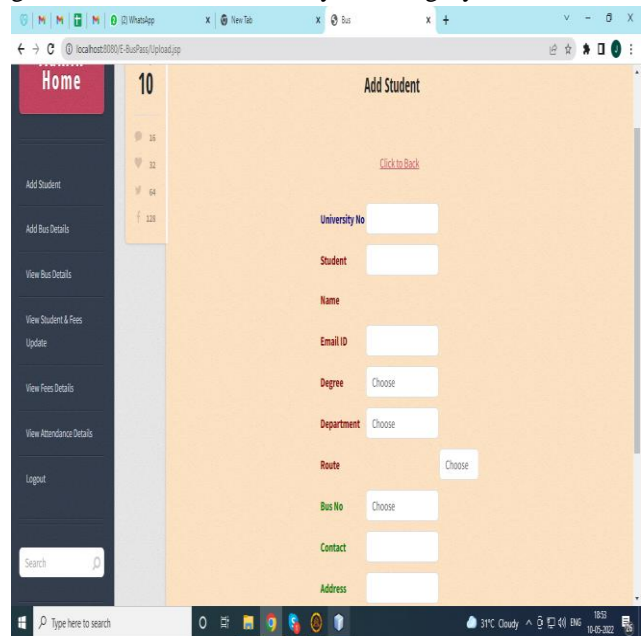 (2) WhatsApp
New Tab
Bus
localhost:8080/E-BusPass/Upload.jsp
Home
10
16
32
64
128
Add Student
Add Bus Details
View Bus Details
View Student & Fees
Update
View Fees Details
View Attendance Details
Logout
Search
Add Student
Click to Back
University No
Student
Name
Email ID
Degree Choose
Department Choose
Route Choose
Bus No Choose
Contact
Address
Type here to search
31°C Cloudy ENG
18:53
10-05-2022